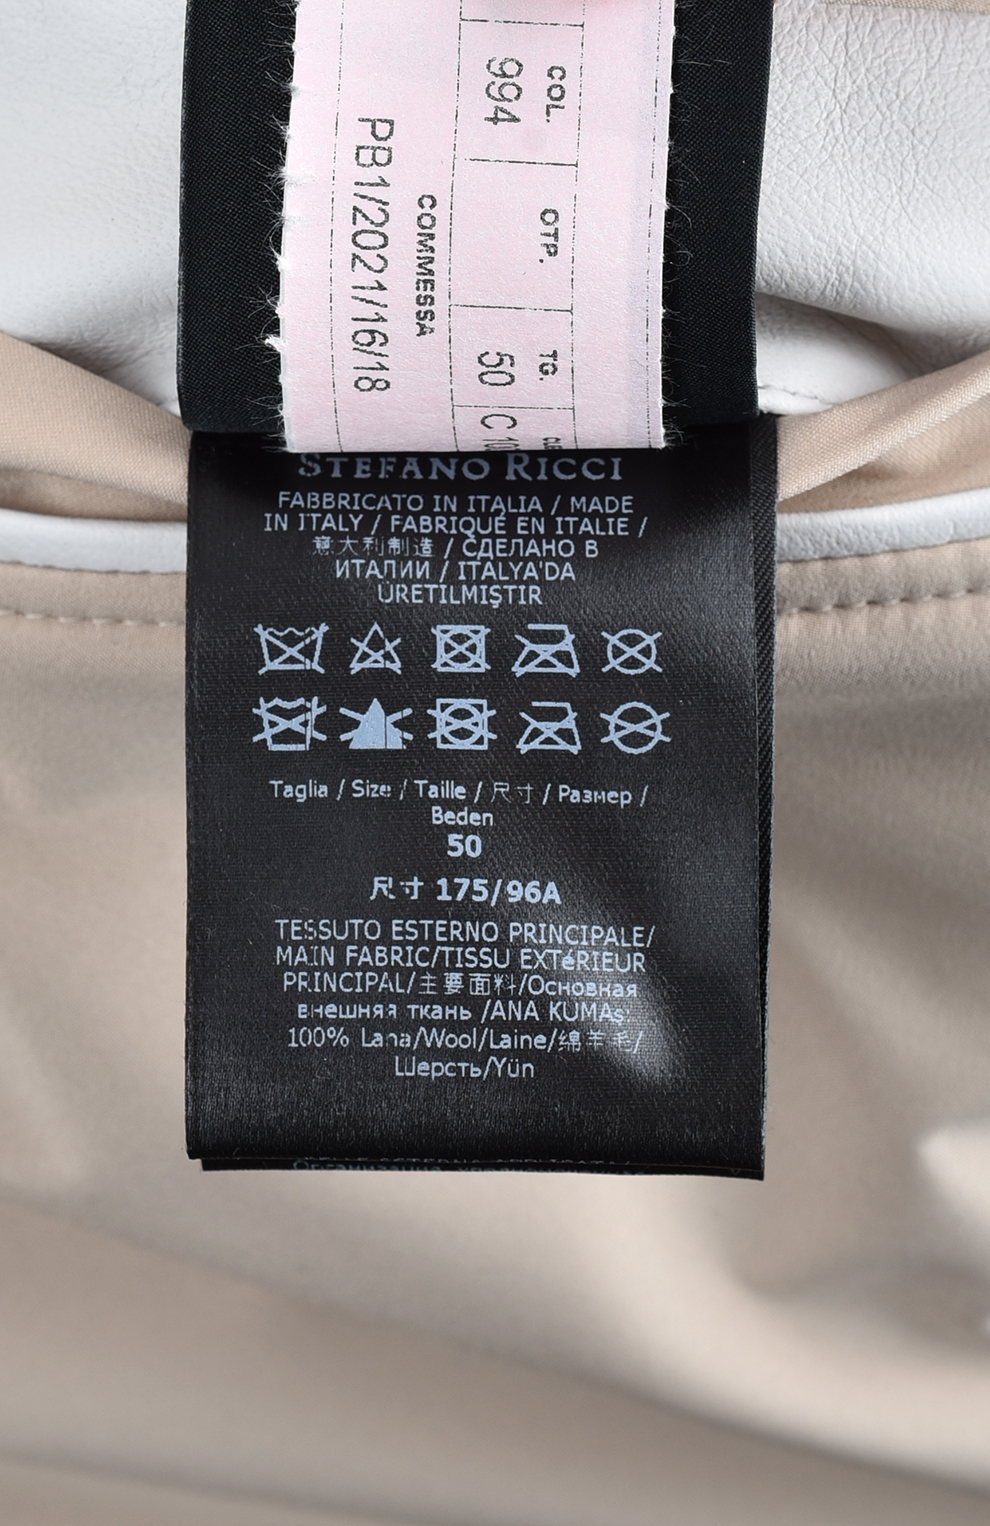 COL.
994
OTP.
TG.
50
C
COMMESSA
PB1/2021/16/18
STEFANO RICCI
FABBRICATO IN ITALIA / MADE
IN ITALY / FABRIQUÉ EN ITALIE /
意大利制造 / СДЕЛАНО В
ИТАЛИИ / ITALYA'DA
ÜRETILMIŞTIR
Taglia / Size / Taille / 尺寸 / Размер /
Beden
50
尺寸 175/96A
TESSUTO ESTERNO PRINCIPALE/
MAIN FABRIC/TISSU EXTéRIEUR
PRINCIPAL/主要面料/Основная
внешняя ткань /ANA KUMAş
100% Lana/Wool/Laine/绵羊毛/
Шерсть/Yün